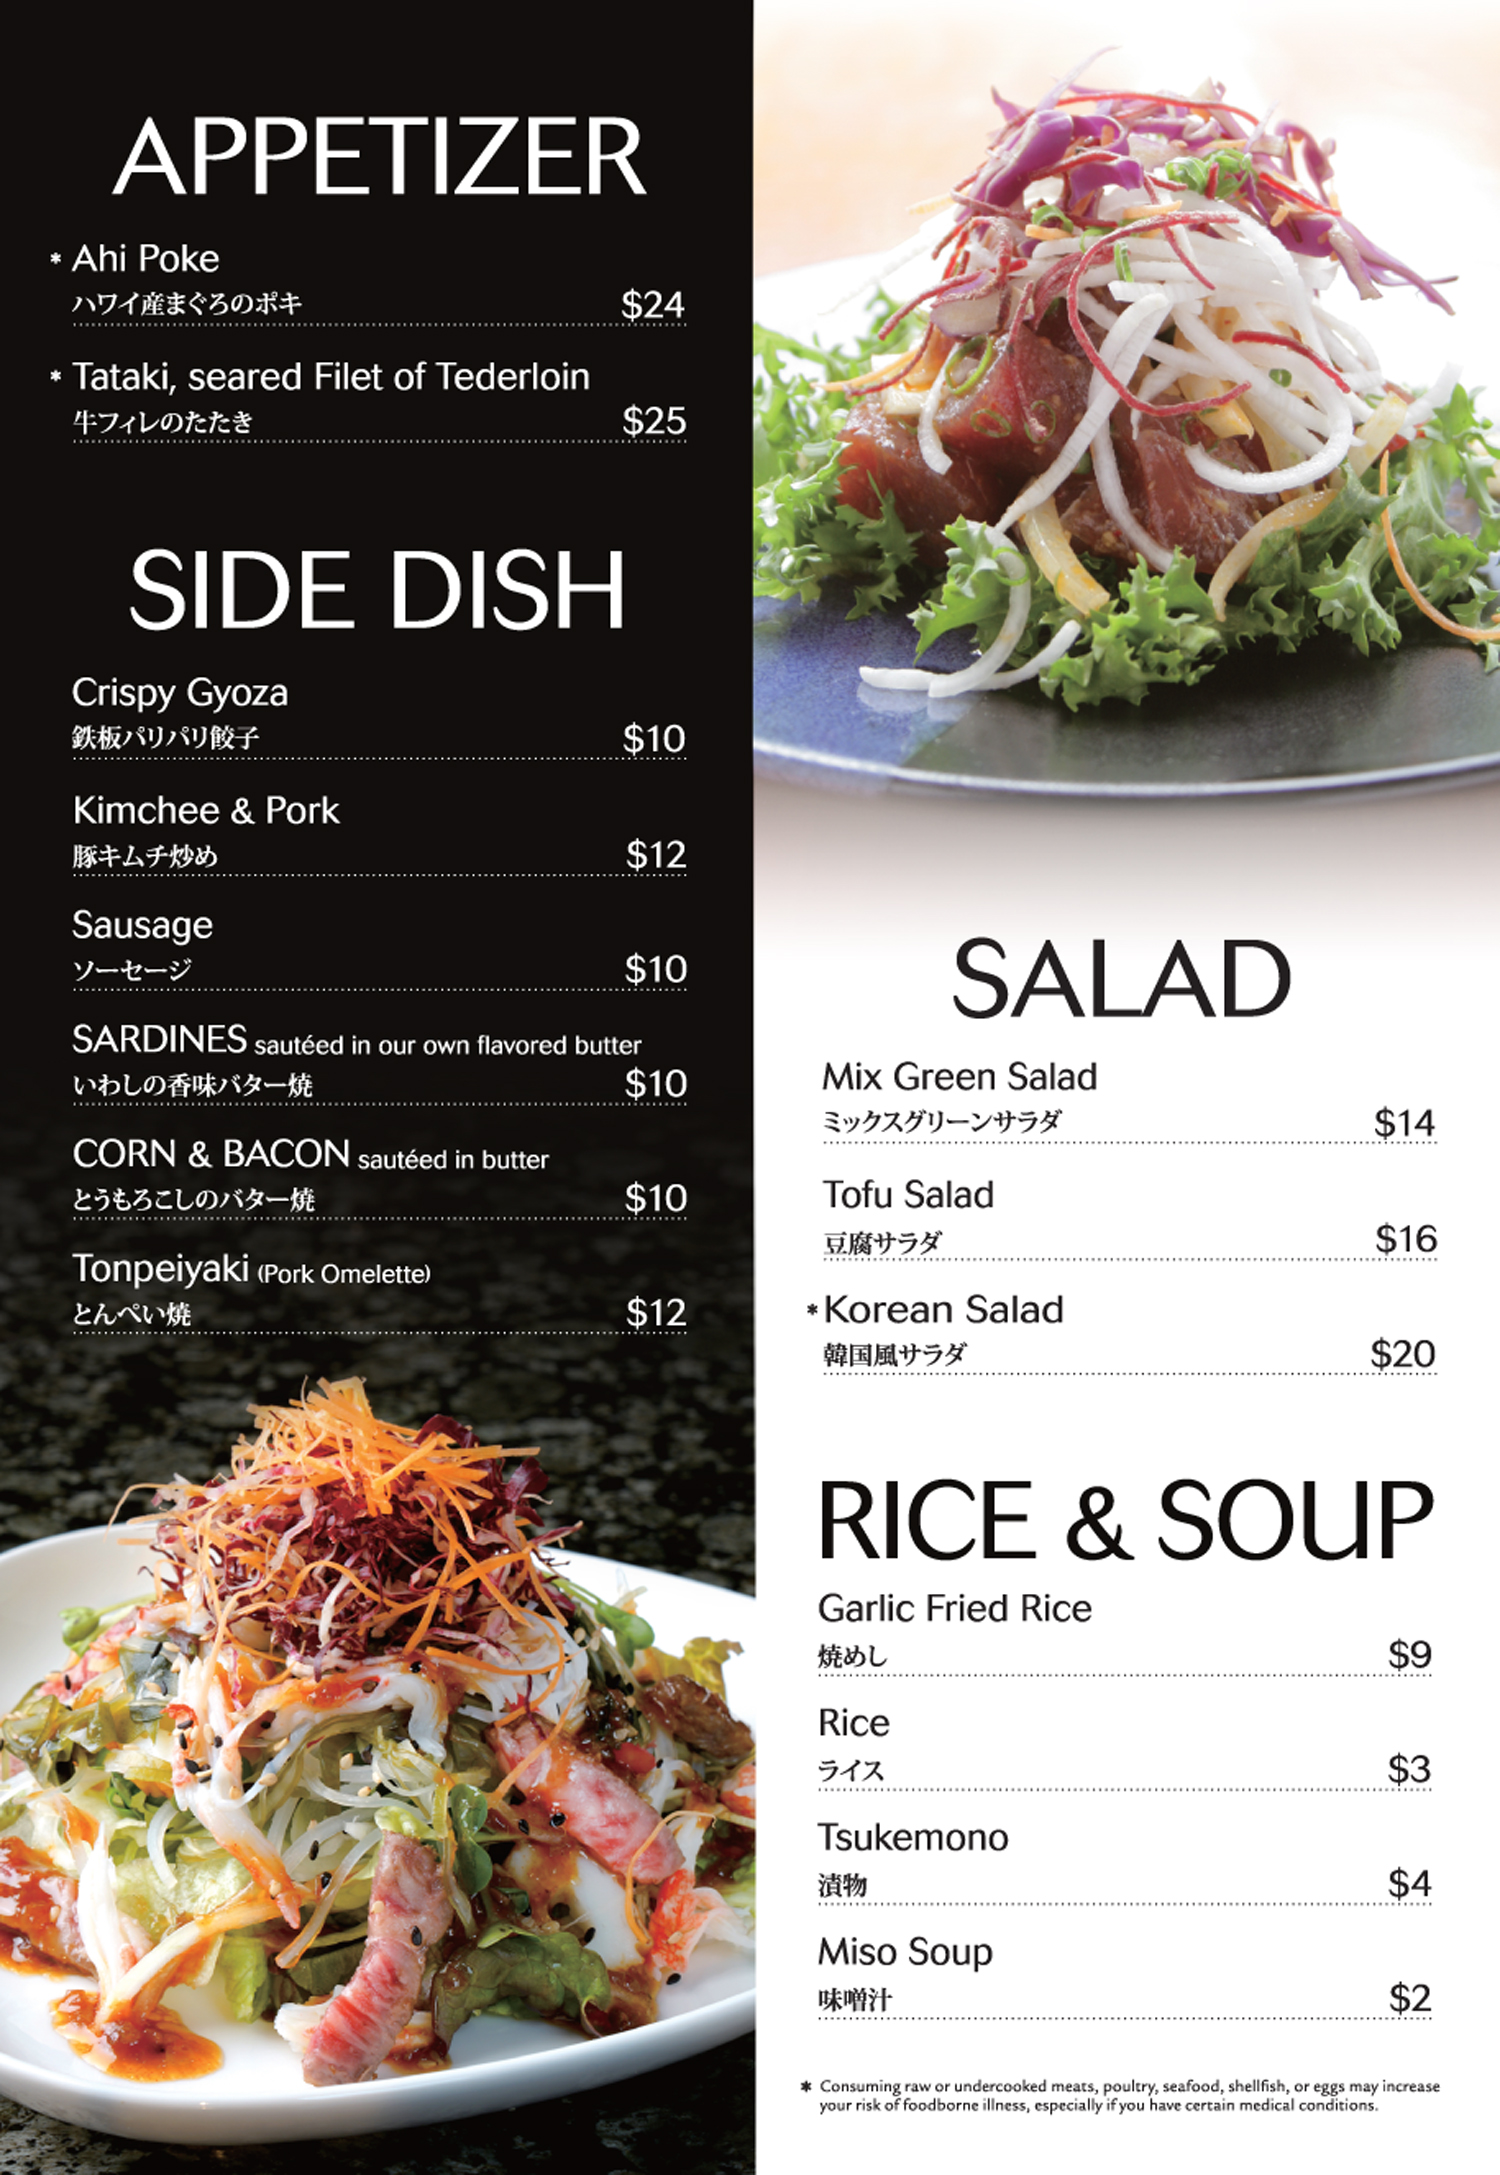 APPETIZER
* Ahi Poke
ハワイ産まぐろのポキ $24
* Tataki, seared Filet of Tederloin
牛フィレのたたき $25
SIDE DISH
Crispy Gyoza
鉄板パリパリ餃子 $10
Kimchee & Pork
豚キムチ炒め $12
Sausage
ソーセージ $10
SARDINES sautéed in our own flavored butter
いわしの香味バター焼 $10
CORN & BACON sautéed in butter
とうもろこしのバター焼 $10
Tonpeiyaki (Pork Omelette)
とんぺい焼 $12
SALAD
Mix Green Salad
ミックスグリーンサラダ $14
Tofu Salad
豆腐サラダ $16
* Korean Salad
韓国風サラダ $20
RICE & SOUP
Garlic Fried Rice
焼めし $9
Rice
ライス $3
Tsukemono
漬物 $4
Miso Soup
味噌汁 $2
* Consuming raw or undercooked meats, poultry, seafood, shellfish, or eggs may increase
your risk of foodborne illness, especially if you have certain medical conditions.